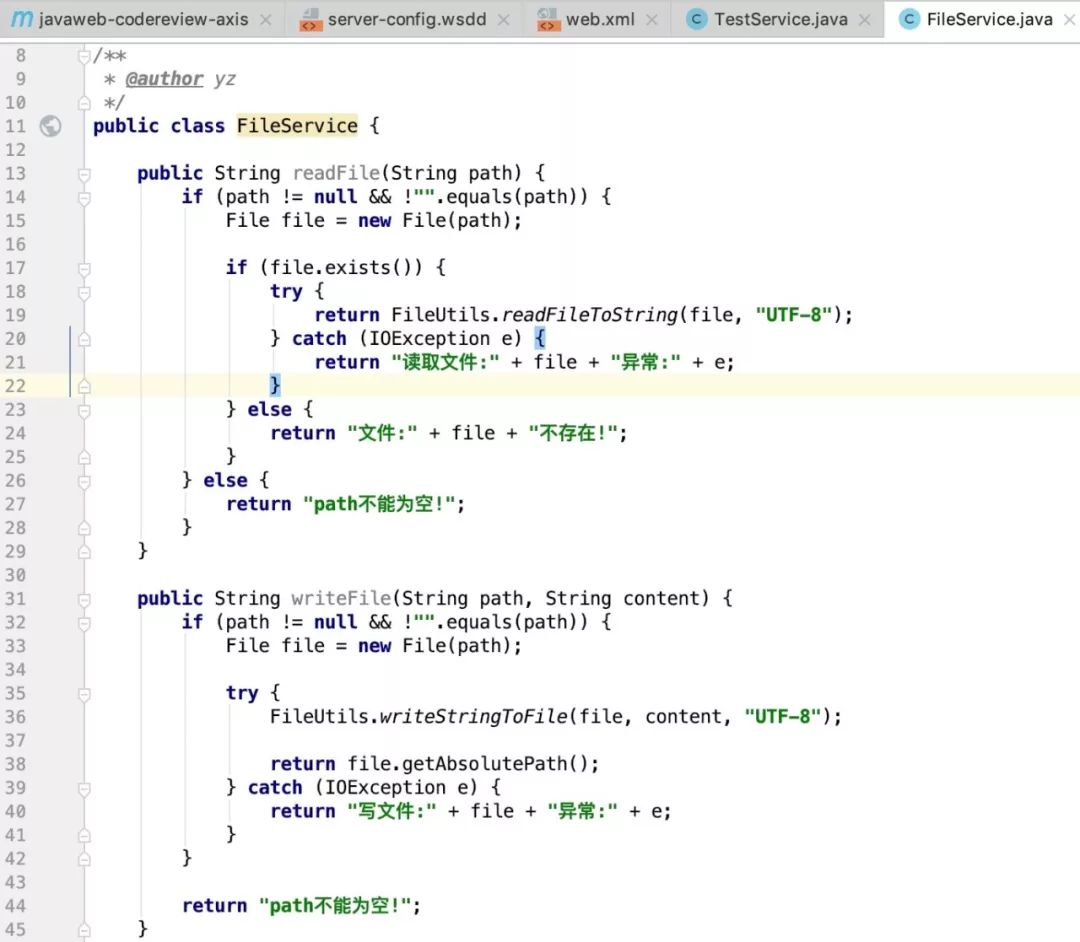 javaweb-codereview-axis server-config.wsdd web.xml TestService.java FileService.java
8 /**
9 * @author yz
10 */
11 public class FileService {
12
13 public String readFile(String path) {
14 if (path != null && !"".equals(path)) {
15 File file = new File(path);
16
17 if (file.exists()) {
18 try {
19 return FileUtils.readFileToString(file, "UTF-8");
20 } catch (IOException e) {
21 return "读取文件:" + file + "异常:" + e;
22 }
23 } else {
24 return "文件:" + file + "不存在!";
25 }
26 } else {
27 return "path不能为空!";
28 }
29 }
30
31 public String writeFile(String path, String content) {
32 if (path != null && !"".equals(path)) {
33 File file = new File(path);
34
35 try {
36 FileUtils.writeStringToFile(file, content, "UTF-8");
37
38 return file.getAbsolutePath();
39 } catch (IOException e) {
40 return "写文件:" + file + "异常:" + e;
41 }
42 }
43
44 return "path不能为空!";
45 }